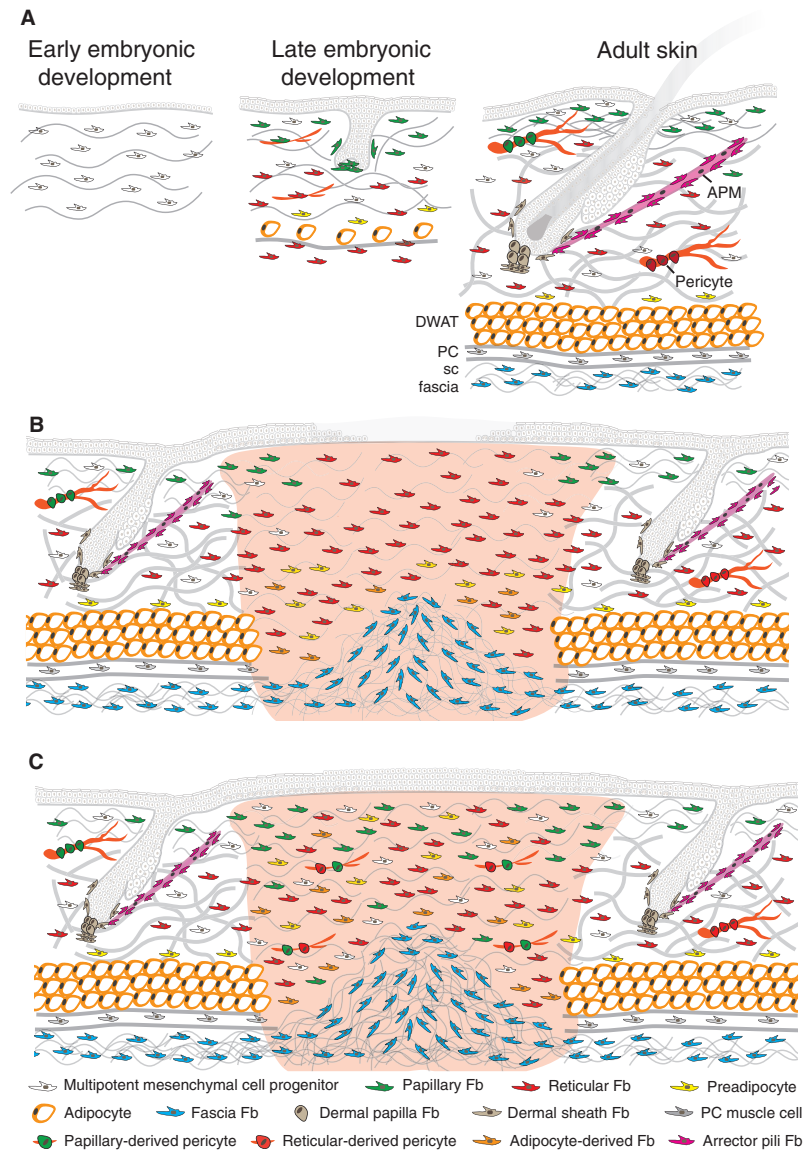 A
Early embryonic
development
Late embryonic
development
Adult skin
APM
Pericyte
DWAT
PC
sc
fascia
B
C
Multipotent mesenchymal cell progenitor
Papillary Fb
Reticular Fb
Preadipocyte
Adipocyte
Fascia Fb
Dermal papilla Fb
Dermal sheath Fb
PC muscle cell
Papillary-derived pericyte
Reticular-derived pericyte
Adipocyte-derived Fb
Arrector pili Fb